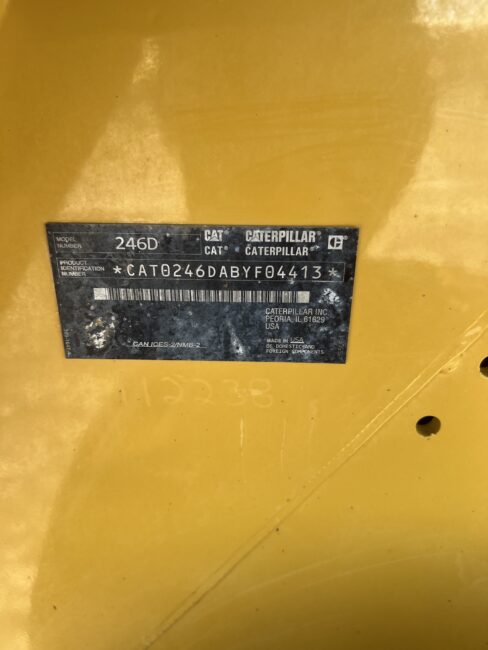 MODEL NUMBER 246D
CAT CATERPILLAR C
CAT® CATERPILLAR®
PRODUCT IDENTIFICATION NUMBER *CAT0246DABYF04413*
CATERPILLAR INC
PEORIA, IL 61629
USA
CAN ICES-2/NMB-2
MADE IN USA
OF DOMESTIC AND
FOREIGN COMPONENTS
12238